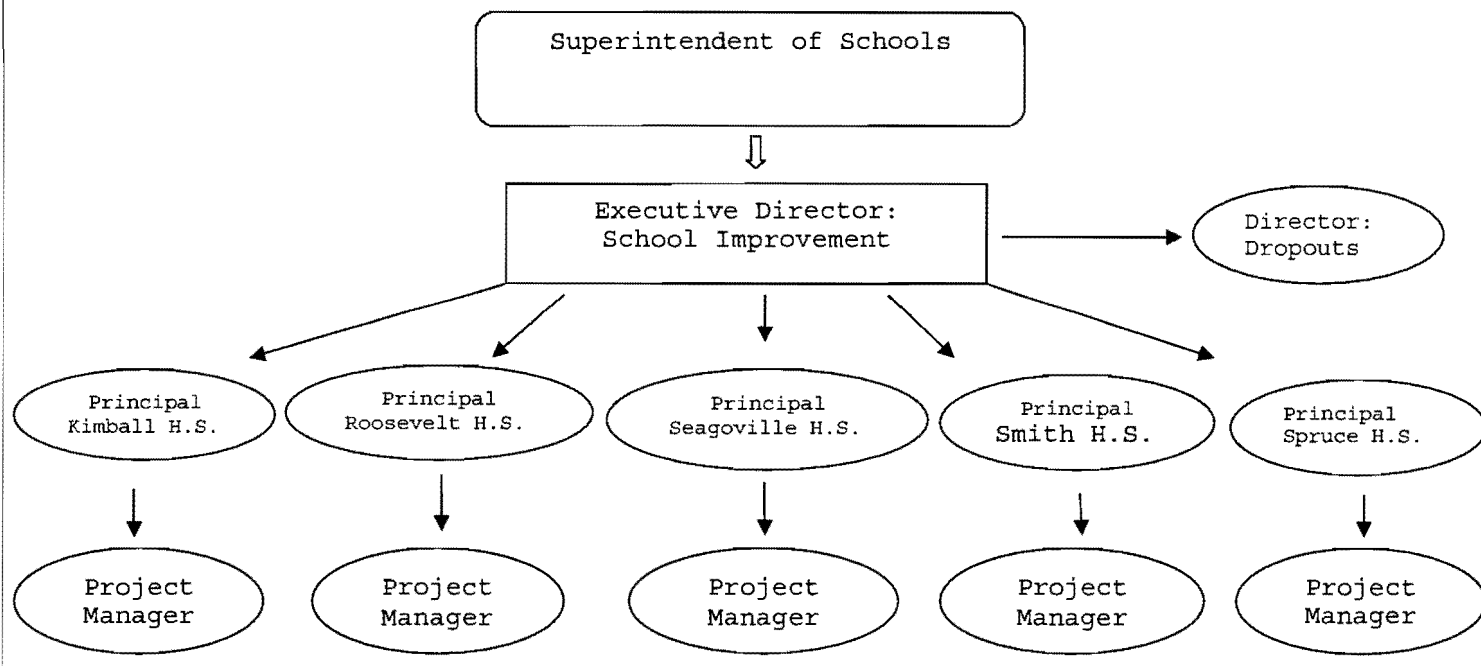 Superintendent of Schools
Executive Director:
School Improvement
Director:
Dropouts
Principal
Kimball H.S.
Principal
Roosevelt H.S.
Principal
Seagoville H.S.
Principal
Smith H.S.
Principal
Spruce H.S.
Project
Manager
Project
Manager
Project
Manager
Project
Manager
Project
Manager